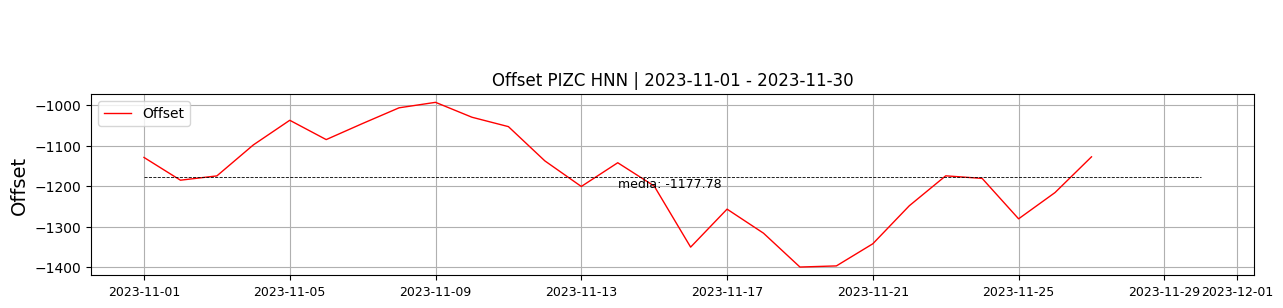 Offset PIZC HNN | 2023-11-01 - 2023-11-30
Offset
Offset
−1000
−1100
−1200
−1300
−1400
media: -1177.78
2023-11-01 2023-11-05 2023-11-09 2023-11-13 2023-11-17 2023-11-21 2023-11-25 2023-11-29 2023-12-01